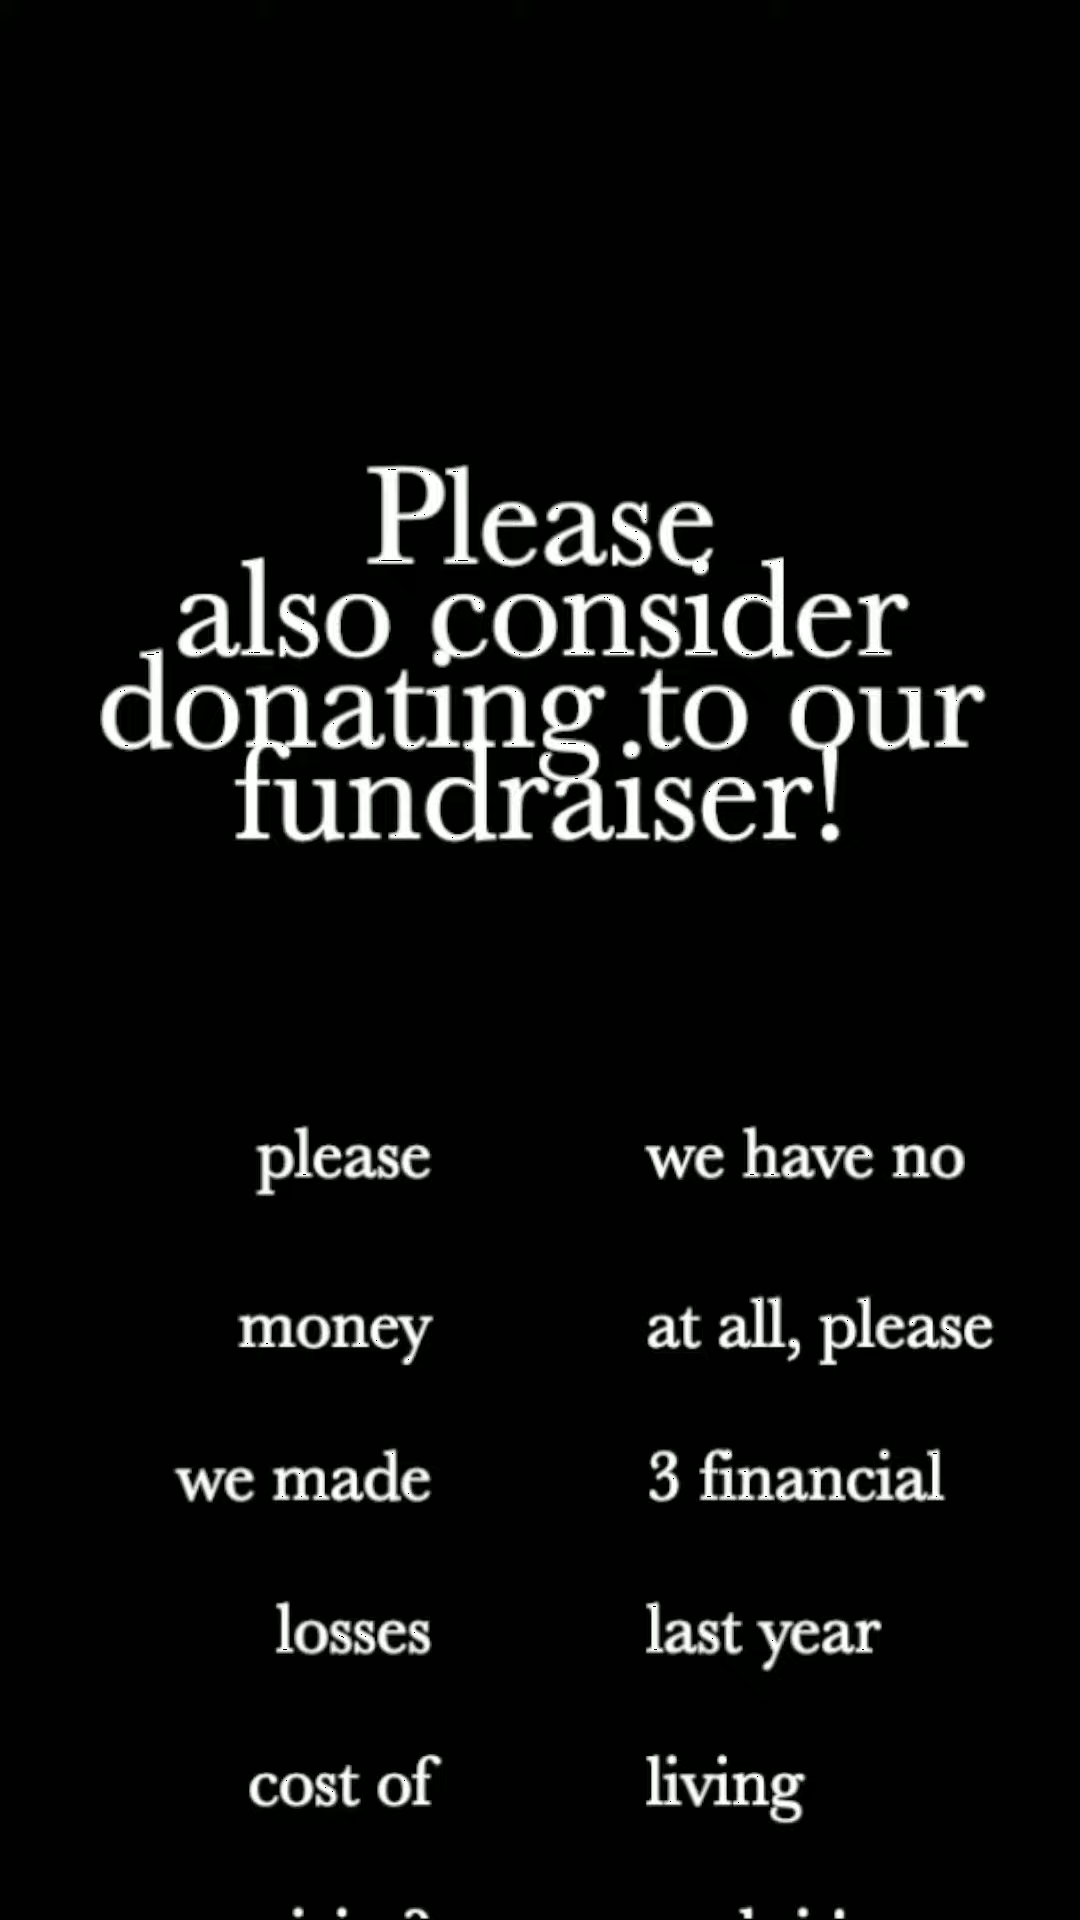 Please
also consider
donating to our
fundraiser!
please we have no
money at all, please
we made 3 financial
losses last year
cost of living